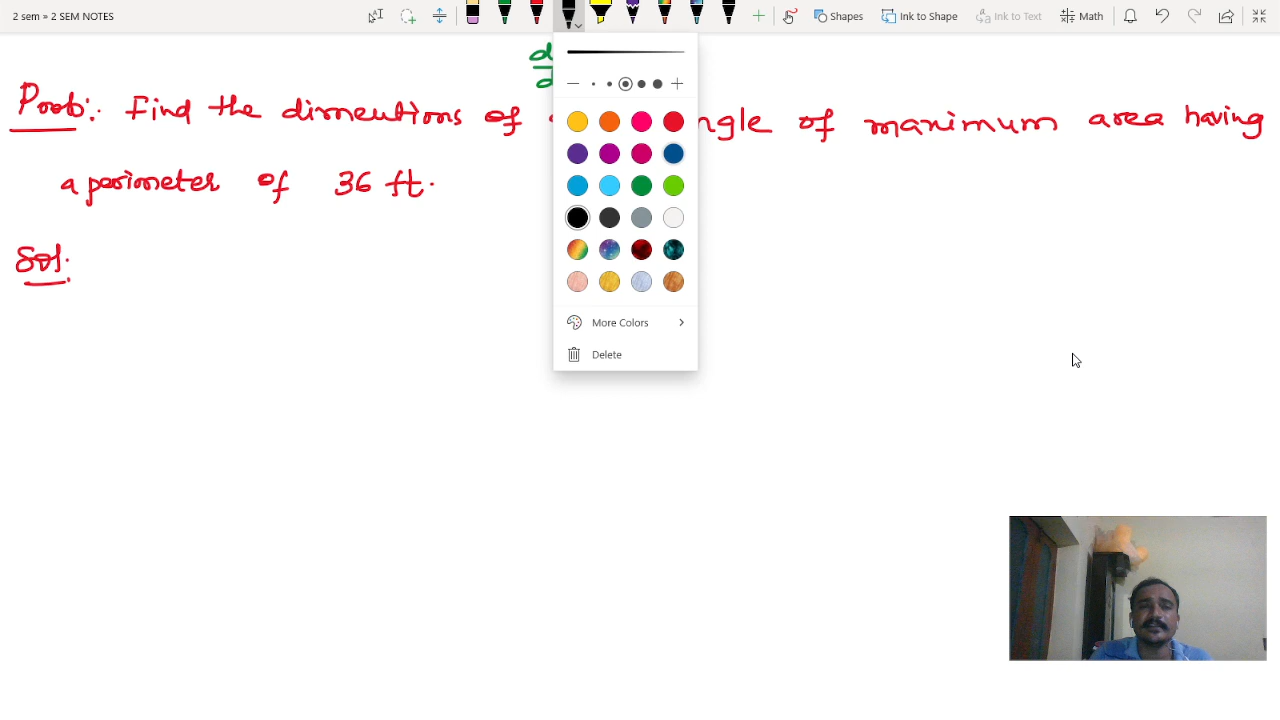 2 sem » 2 SEM NOTES
Shapes
Ink to Shape
Ink to Text
Math
Prob:. Find the dimentions of ngle of maximum area having
a perimeter of 36 ft.
Sol:
More Colors
Delete